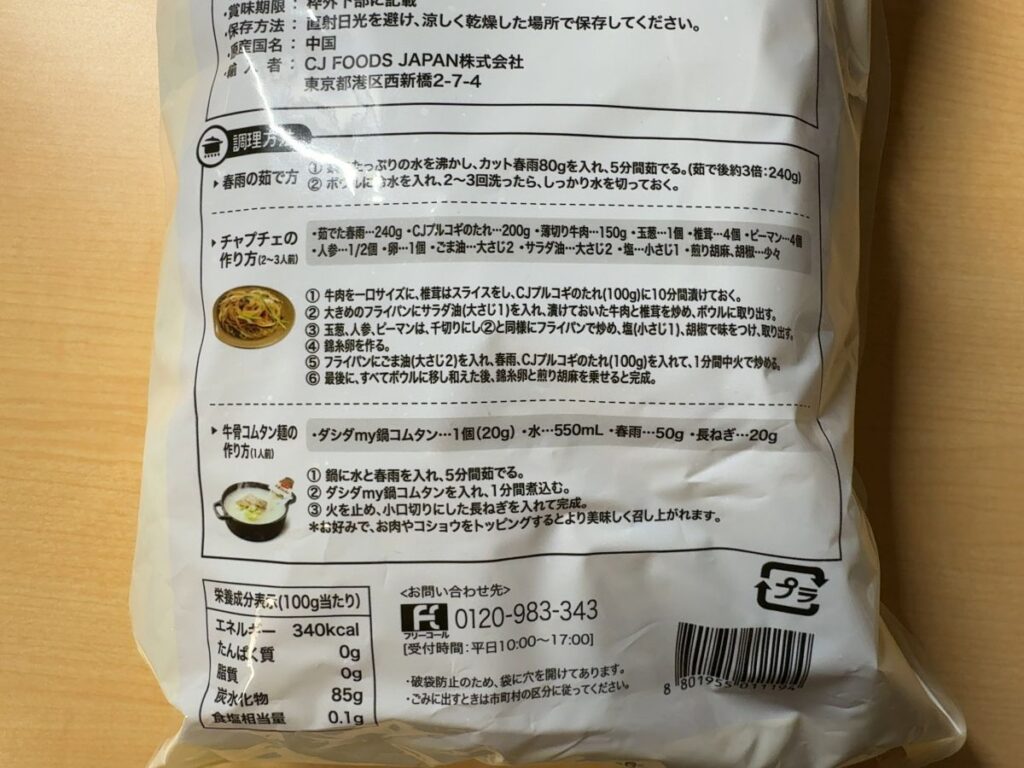 ・賞味期限：枠外下部に記載
・保存方法：直射日光を避け、涼しく乾燥した場所で保存してください。
・原産国名：中国
・輸入者：CJ FOODS JAPAN株式会社
東京都港区西新橋2-7-4
調理方法
▶春雨の茹で方
① たっぷりの水を沸かし、カット春雨80gを入れ、5分間茹でる。(茹で後約3倍：240g)
② ボウルに水を入れ、2〜3回洗ったら、しっかり水を切っておく。
▶チャプチェの
作り方(2〜3人前)
・茹でた春雨…240g ・CJプルコギのたれ…200g ・薄切り牛肉…150g ・玉葱…1個 ・椎茸…4個 ・ピーマン…4個
・人参…1/2個 ・卵…1個 ・ごま油…大さじ2 ・サラダ油…大さじ2 ・塩…小さじ1 ・煎り胡麻、胡椒…少々
① 牛肉を一口サイズに、椎茸はスライスをし、CJプルコギのたれ(100g)に10分間漬けておく。
② 大きめのフライパンにサラダ油(大さじ1)を入れ、漬けておいた牛肉と椎茸を炒め、ボウルに取り出す。
③ 玉葱、人参、ピーマンは、千切りにし②と同様にフライパンで炒め、塩(小さじ1)、胡椒で味をつけ、取り出す。
④ 錦糸卵を作る。
⑤ フライパンにごま油(大さじ2)を入れ、春雨、CJプルコギのたれ(100g)を入れて、1分間中火で炒める。
⑥ 最後に、すべてボウルに移し和えた後、錦糸卵と煎り胡麻を乗せると完成。
▶牛骨コムタン麺の
作り方(1人前)
・ダシダmy鍋コムタン…1個(20g) ・水…550mL ・春雨…50g ・長ねぎ…20g
① 鍋に水と春雨を入れ、5分間茹でる。
② ダシダmy鍋コムタンを入れ、1分間煮込む。
③ 火を止め、小口切りにした長ねぎを入れて完成。
＊お好みで、お肉やコショウをトッピングするとより美味しく召し上がれます。
栄養成分表示(100g当たり)
エネルギー 340kcal
たんぱく質 0g
脂質 0g
炭水化物 85g
食塩相当量 0.1g
<お問い合わせ先>
フリーコール 0120-983-343
[受付時間：平日10:00〜17:00]
・破袋防止のため、袋に穴を開けてあります。
・ごみに出すときは市町村の区分に従ってください。
プラ
8 801955 011194